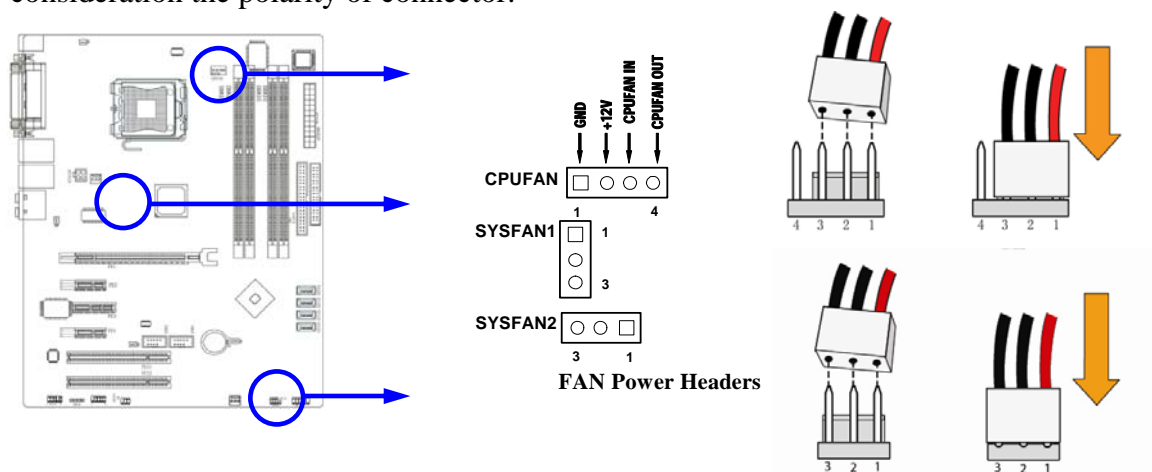 consideration the polarity of connector.
GND
+12V
CPUFAN IN
CPUFAN OUT
CPUFAN
1 4
SYSFAN1
1
3
SYSFAN2
3 1
FAN Power Headers
4 3 2 1
4 3 2 1
3 2 1
3 2 1